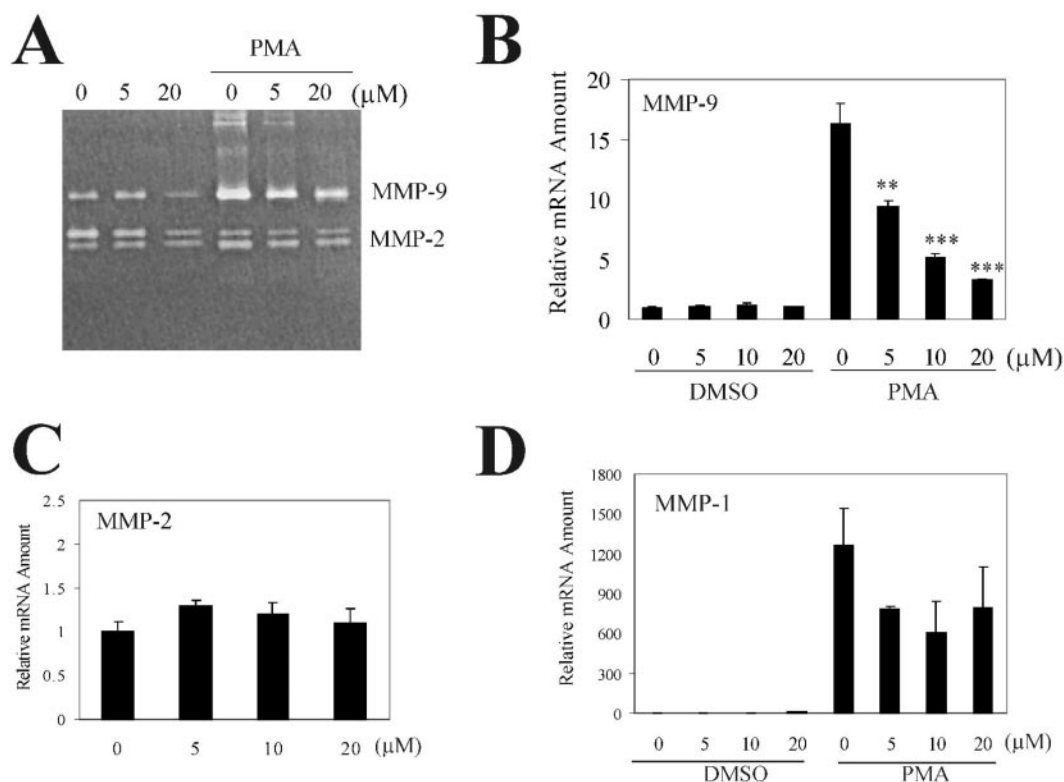 A
PMA
0 5 20 0 5 20 (μM)
MMP-9
MMP-2
B
MMP-9
Relative mRNA Amount
20
15
10
5
0
**
***
***
0 5 10 20 0 5 10 20 (μM)
DMSO PMA
C
MMP-2
Relative mRNA Amount
2.5
2
1.5
1
0.5
0
0 5 10 20 (μM)
D
MMP-1
Relative mRNA Amount
1800
1500
1200
900
600
300
0
0 5 10 20 0 5 10 20 (μM)
DMSO PMA